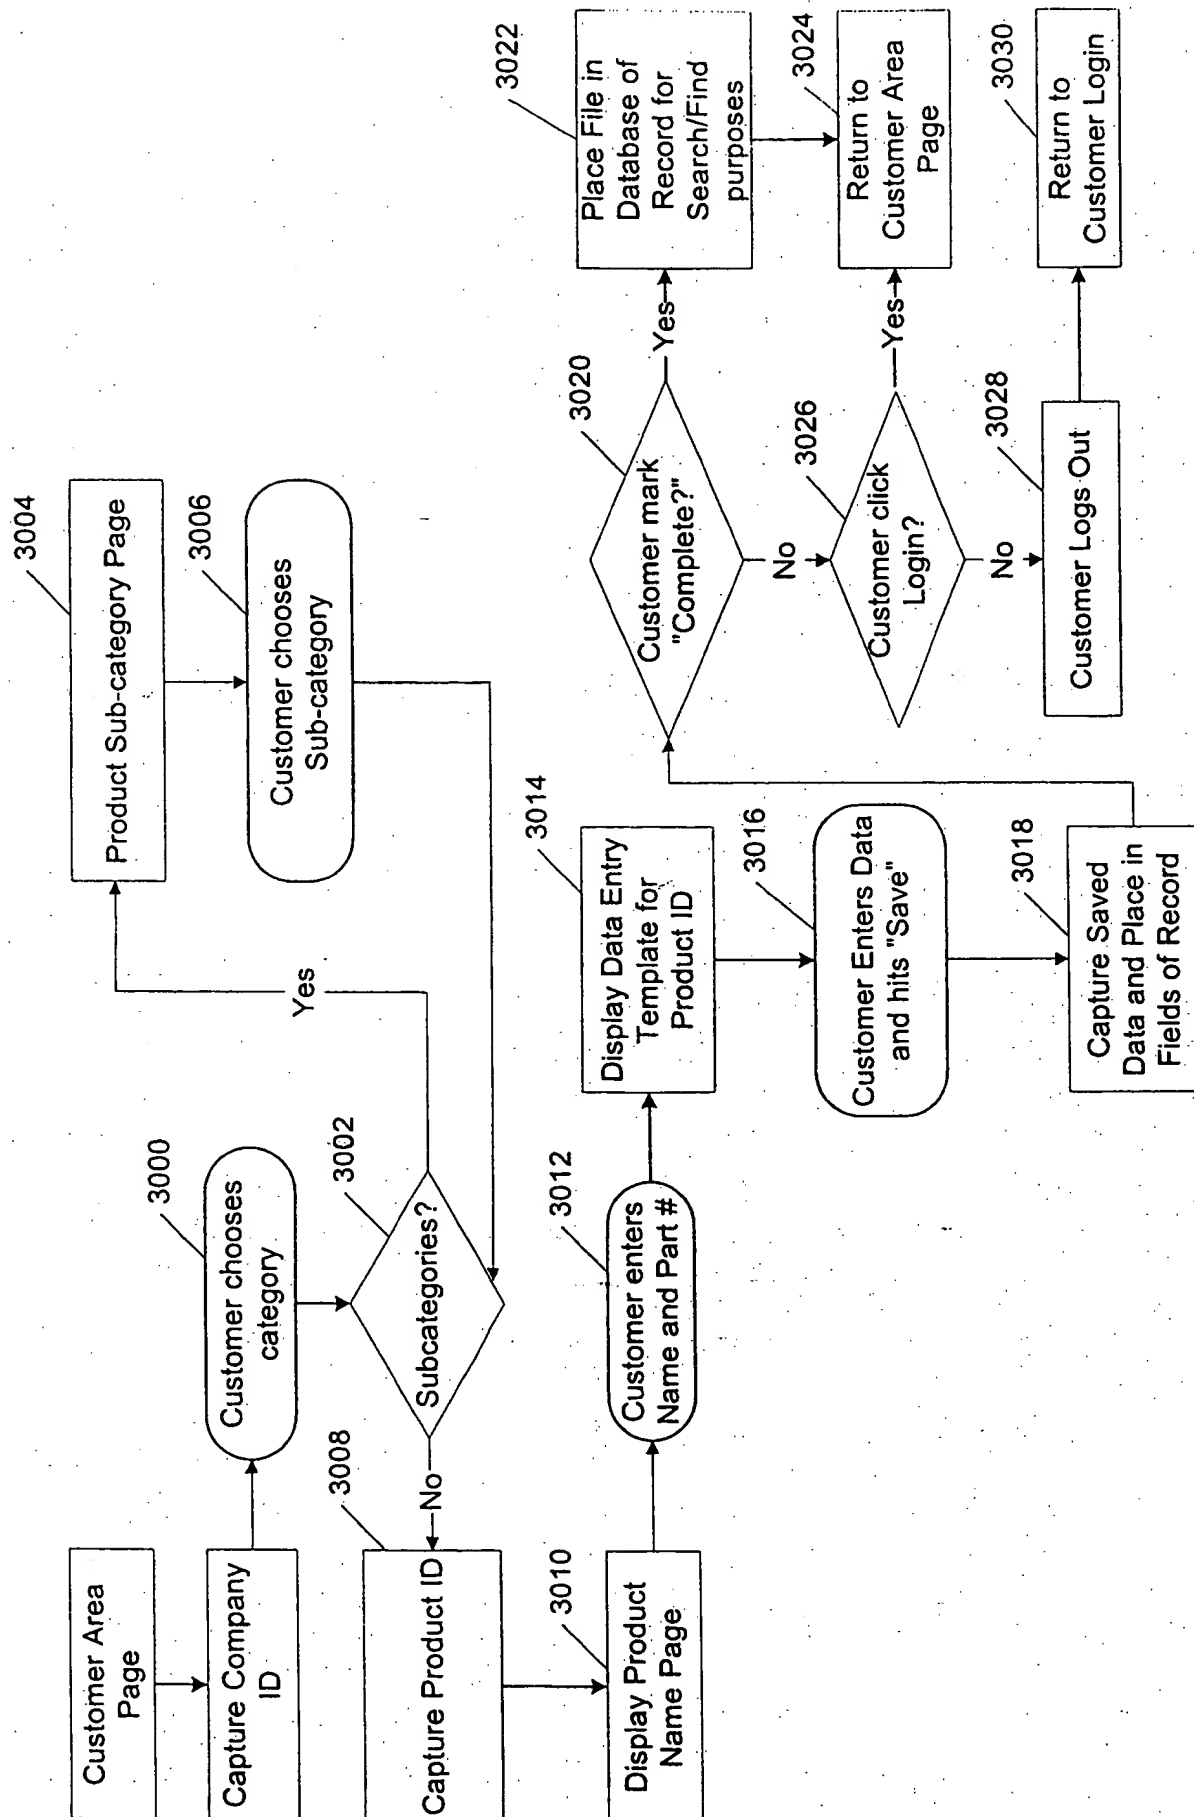 Customer Area
Page
Capture Company
ID
3000
Customer chooses
category
3002
Subcategories?
Yes
3004
Product Sub-category Page
3006
Customer chooses
Sub-category
No
3008
Capture Product ID
3010
Display Product
Name Page
3012
Customer enters
Name and Part #
3014
Display Data Entry
Template for
Product ID
3016
Customer Enters Data
and hits "Save"
3018
Capture Saved
Data and Place in
Fields of Record
3020
Customer mark
"Complete?"
Yes
3022
Place File in
Database of
Record for
Search/Find
purposes
No
3026
Customer click
Login?
Yes
3024
Return to
Customer Area
Page
No
3028
Customer Logs Out
3030
Return to
Customer Login